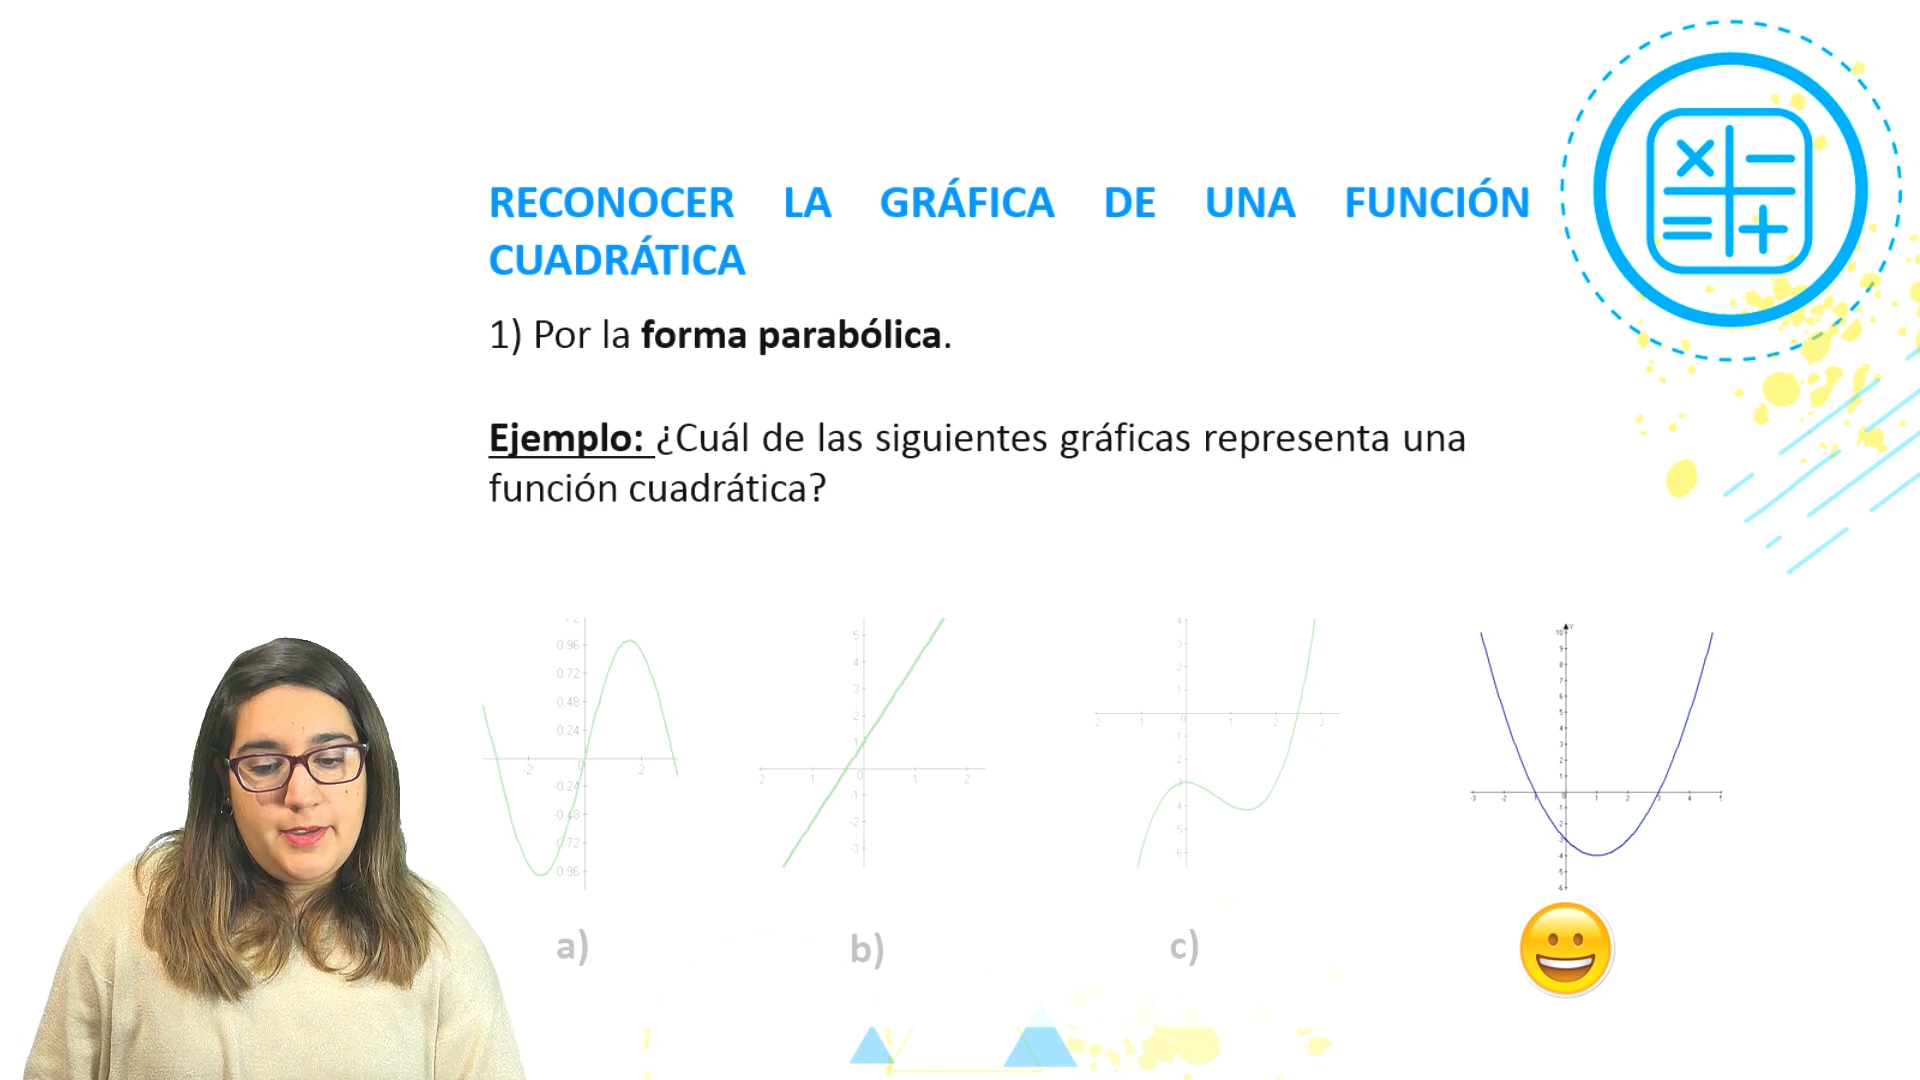 RECONOCER LA GRÁFICA DE UNA FUNCIÓN
CUADRÁTICA
1) Por la forma parabólica.
Ejemplo: ¿Cuál de las siguientes gráficas representa una
función cuadrática?
a)
b)
c)